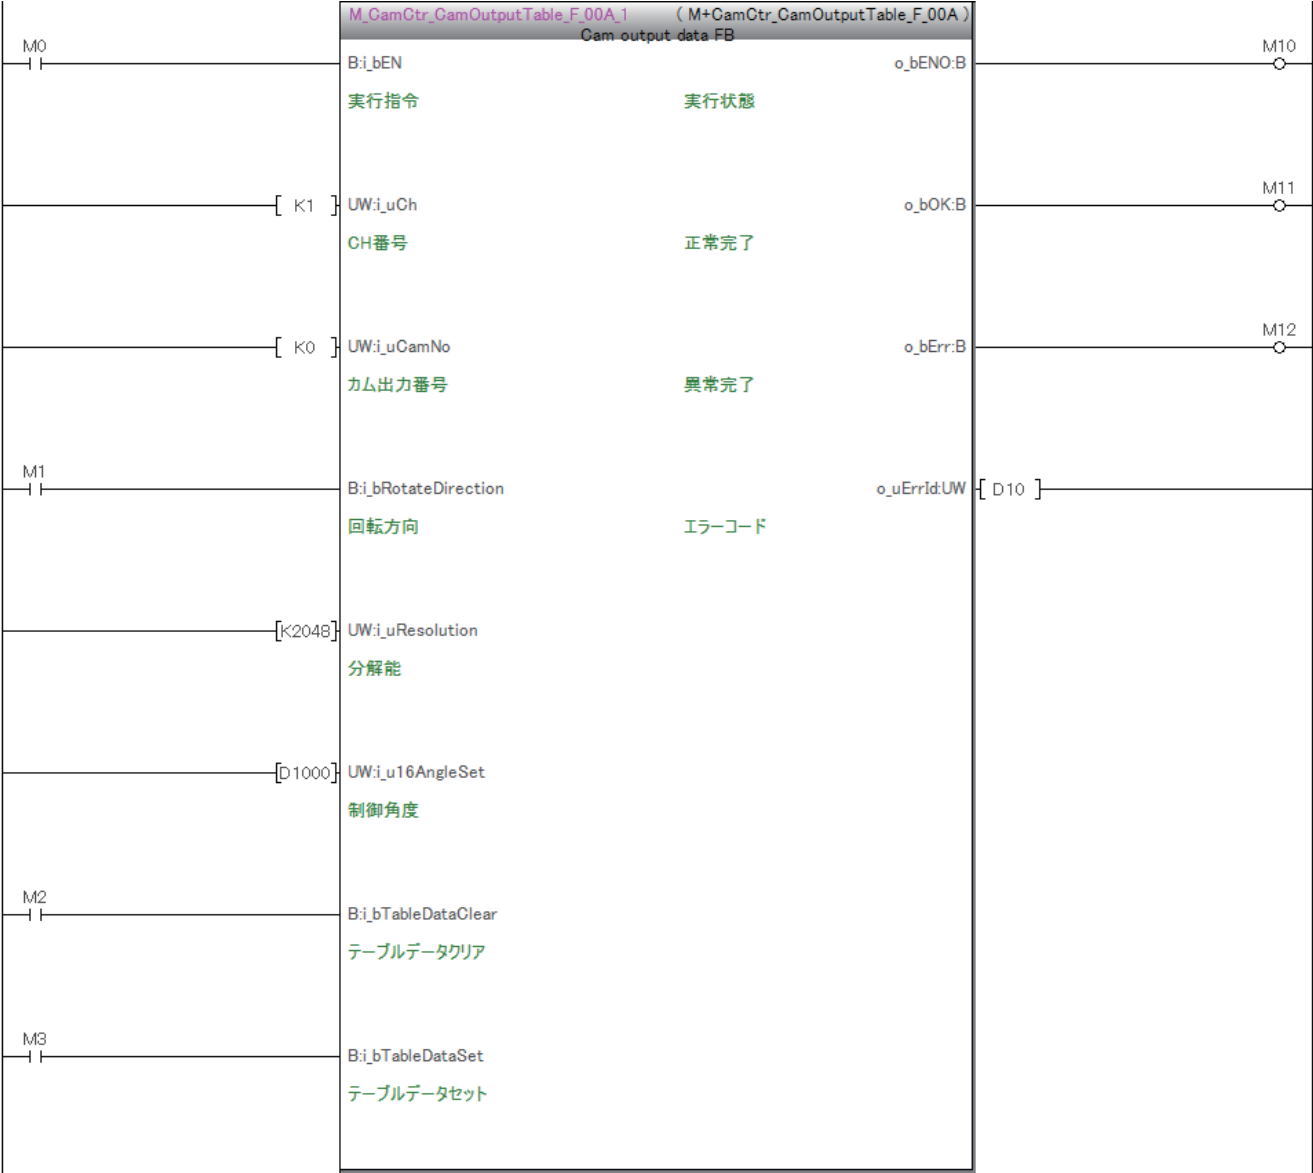 M_CamCtr_CamOutputTable_F_00A_1 ( M+CamCtr_CamOutputTable_F_00A )
Cam output data FB
M0 B:i_bEN o_bENO:B M10
実行指令 実行状態
[ K1 ] UW:i_uCh o_bOK:B M11
CH番号 正常完了
[ K0 ] UW:i_uCamNo o_bErr:B M12
カム出力番号 異常完了
M1 B:i_bRotateDirection o_uErrId:UW [ D10 ]
回転方向 エラーコード
[K2048] UW:i_uResolution
分解能
[D1000] UW:i_u16AngleSet
制御角度
M2 B:i_bTableDataClear
テーブルデータクリア
M3 B:i_bTableDataSet
テーブルデータセット